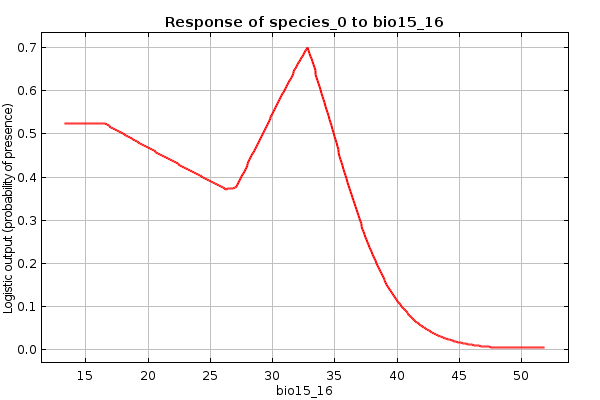 Response of species_0 to bio15_16
Logistic output (probability of presence)
0.7
0.6
0.5
0.4
0.3
0.2
0.1
0.0
15 20 25 30 35 40 45 50
bio15_16